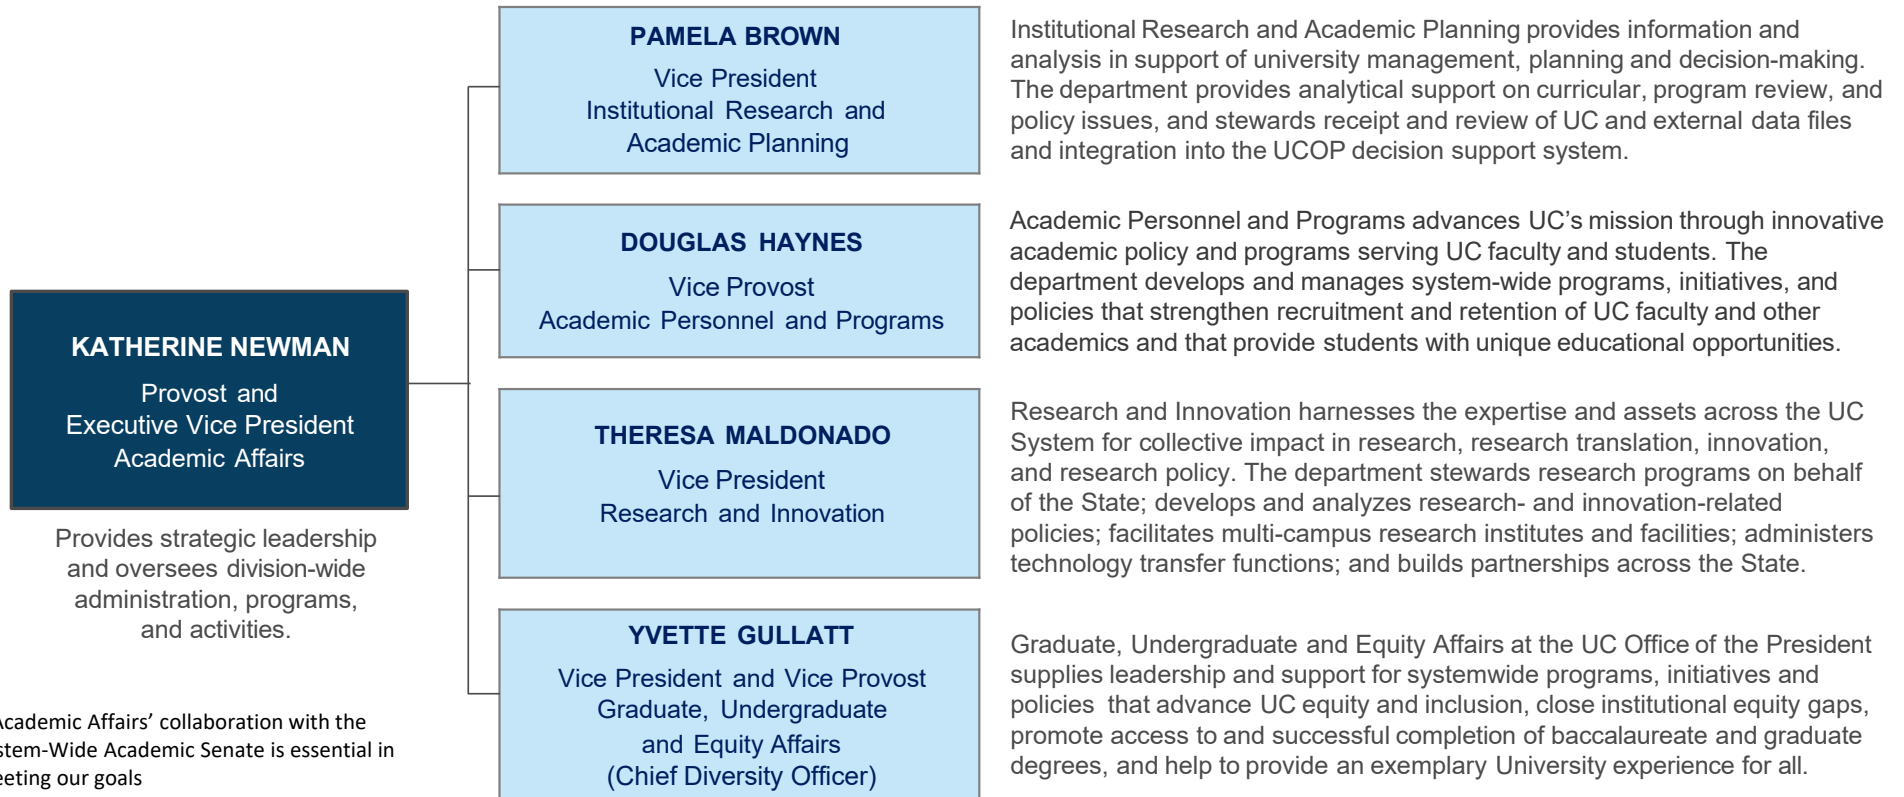 PAMELA BROWN
Vice President
Institutional Research and
Academic Planning
Institutional Research and Academic Planning provides information and
analysis in support of university management, planning and decision-making.
The department provides analytical support on curricular, program review, and
policy issues, and stewards receipt and review of UC and external data files
and integration into the UCOP decision support system.
DOUGLAS HAYNES
Vice Provost
Academic Personnel and Programs
Academic Personnel and Programs advances UC’s mission through innovative
academic policy and programs serving UC faculty and students. The
department develops and manages system-wide programs, initiatives, and
policies that strengthen recruitment and retention of UC faculty and other
academics and that provide students with unique educational opportunities.
KATHERINE NEWMAN
Provost and
Executive Vice President
Academic Affairs
Provides strategic leadership
and oversees division-wide
administration, programs,
and activities.
THERESA MALDONADO
Vice President
Research and Innovation
Research and Innovation harnesses the expertise and assets across the UC
System for collective impact in research, research translation, innovation,
and research policy. The department stewards research programs on behalf
of the State; develops and analyzes research- and innovation-related
policies; facilitates multi-campus research institutes and facilities; administers
technology transfer functions; and builds partnerships across the State.
YVETTE GULLATT
Vice President and Vice Provost
Graduate, Undergraduate
and Equity Affairs
(Chief Diversity Officer)
Graduate, Undergraduate and Equity Affairs at the UC Office of the President
supplies leadership and support for systemwide programs, initiatives and
policies that advance UC equity and inclusion, close institutional equity gaps,
promote access to and successful completion of baccalaureate and graduate
degrees, and help to provide an exemplary University experience for all.
Academic Affairs’ collaboration with the
stem-Wide Academic Senate is essential in
eeting our goals